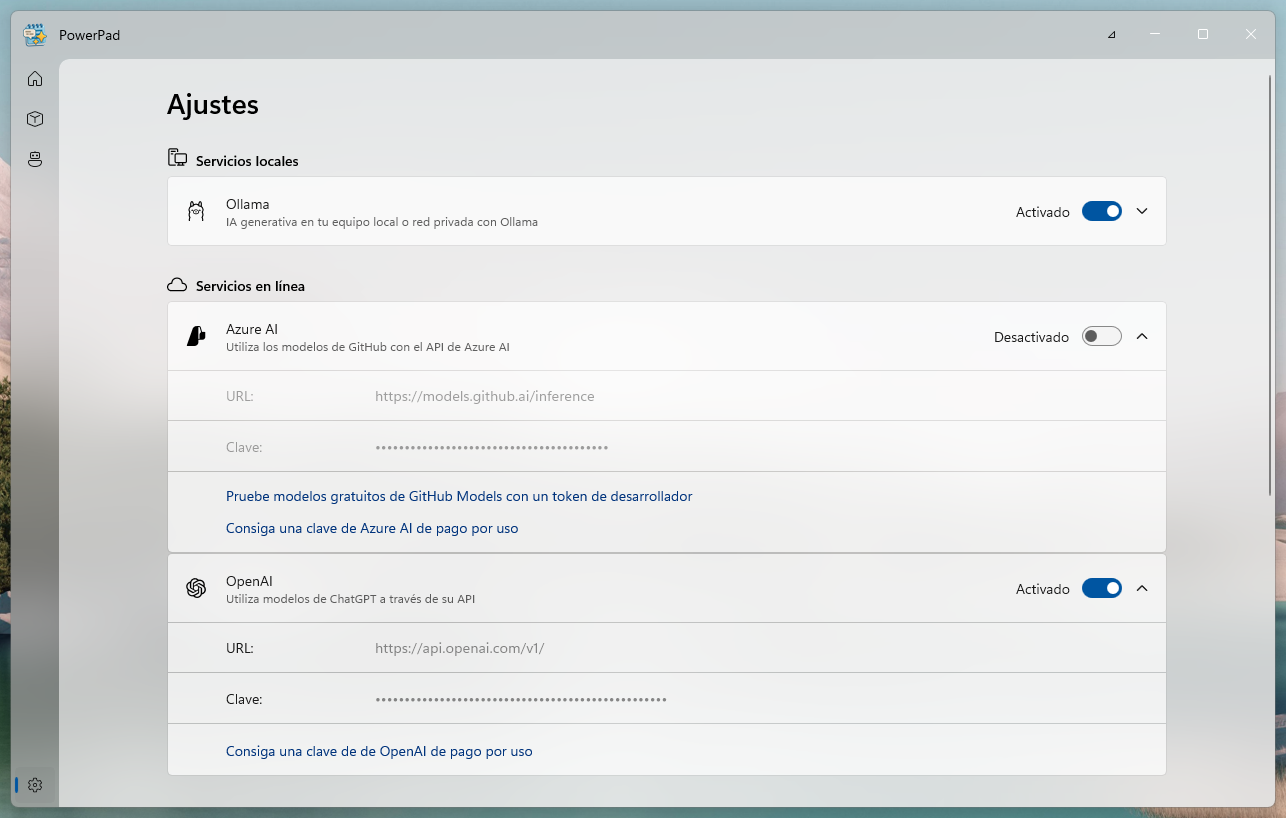 PowerPad
Ajustes
Servicios locales
Ollama
IA generativa en tu equipo local o red privada con Ollama
Activado
Servicios en línea
Azure AI
Utiliza los modelos de GitHub con el API de Azure AI
Desactivado
URL:
https://models.github.ai/inference
Clave:
••••••••••••••••••••••••••••••••••••••••
Pruebe modelos gratuitos de GitHub Models con un token de desarrollador
Consiga una clave de Azure AI de pago por uso
OpenAI
Utiliza modelos de ChatGPT a través de su API
Activado
URL:
https://api.openai.com/v1/
Clave:
••••••••••••••••••••••••••••••••••••••••••••••••••
Consiga una clave de de OpenAI de pago por uso